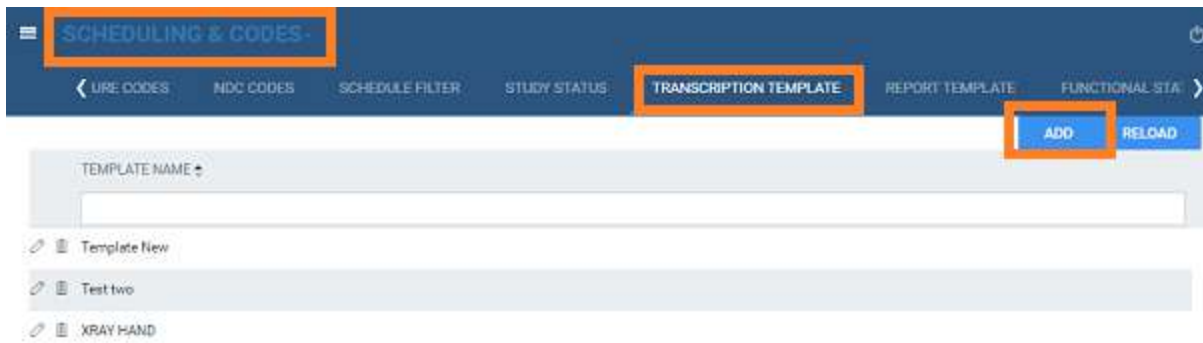 SCHEDULING & CODES-
URE CODES NDC CODES SCHEDULE FILTER STUDY STATUS TRANSCRIPTION TEMPLATE REPORT TEMPLATE FUNCTIONAL STA
ADD RELOAD
TEMPLATE NAME
Template New
Test two
XRAY HAND